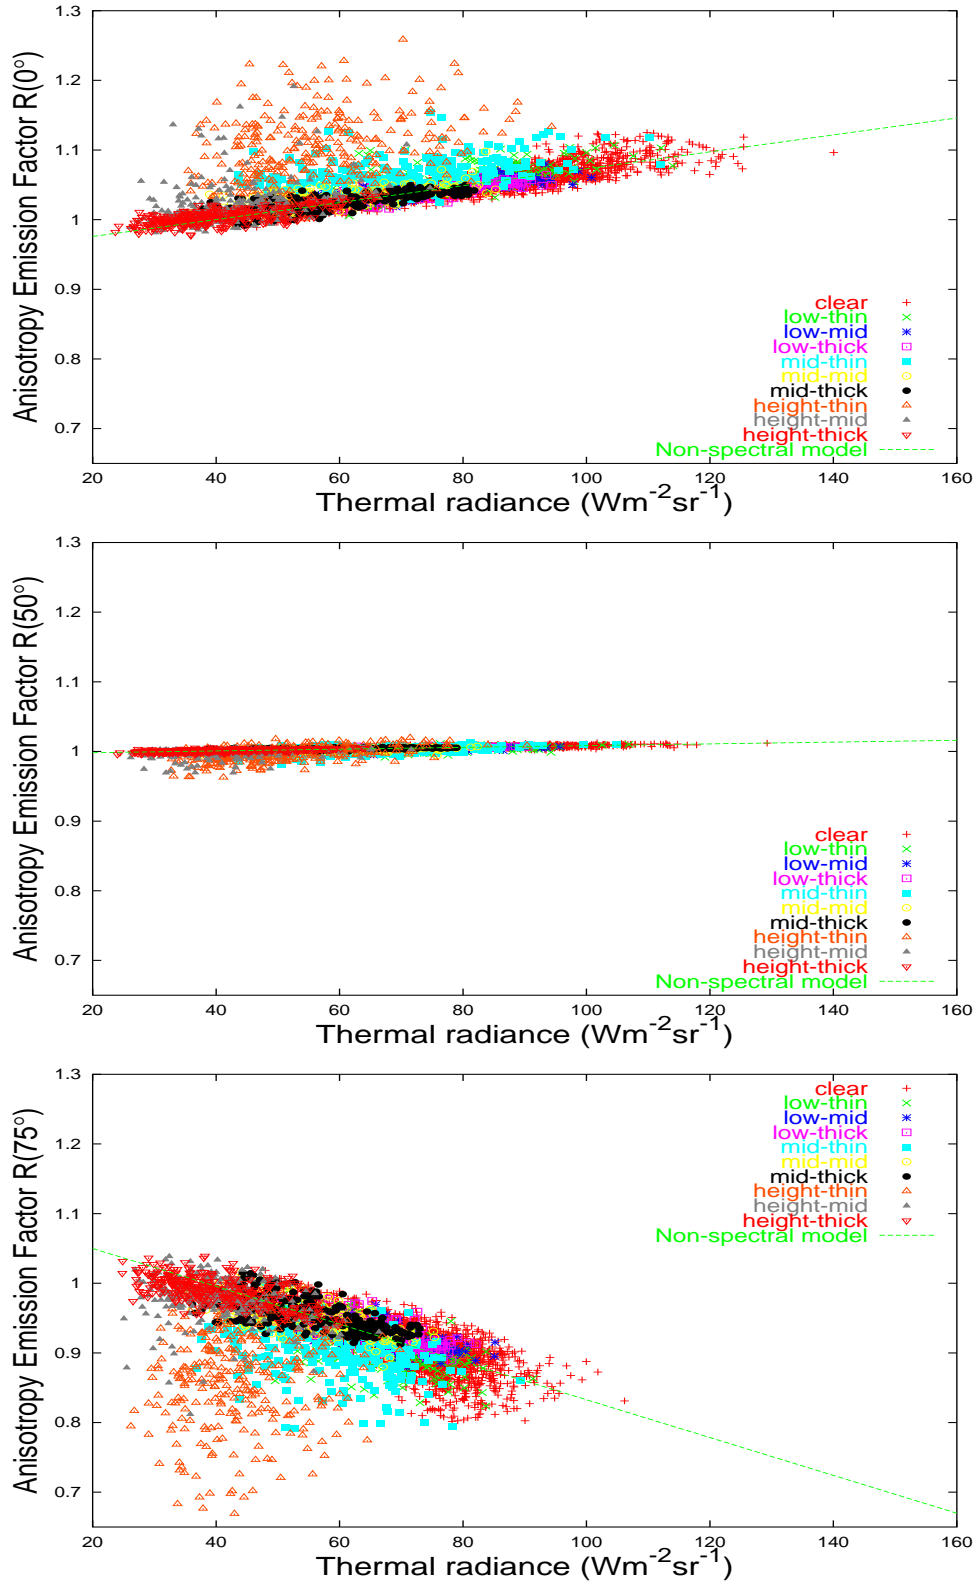 1.3
1.2
1.1
1
0.9
0.8
0.7
Anisotropy Emission Factor R(0°)
clear
low-thin
low-mid
low-thick
mid-thin
mid-mid
mid-thick
height-thin
height-mid
height-thick
Non-spectral model
20 40 60 80 100 120 140 160
Thermal radiance (Wm-2sr-1)
1.3
1.2
1.1
1
0.9
0.8
0.7
Anisotropy Emission Factor R(50°)
clear
low-thin
low-mid
low-thick
mid-thin
mid-mid
mid-thick
height-thin
height-mid
height-thick
Non-spectral model
20 40 60 80 100 120 140 160
Thermal radiance (Wm-2sr-1)
1.3
1.2
1.1
1
0.9
0.8
0.7
Anisotropy Emission Factor R(75°)
clear
low-thin
low-mid
low-thick
mid-thin
mid-mid
mid-thick
height-thin
height-mid
height-thick
Non-spectral model
20 40 60 80 100 120 140 160
Thermal radiance (Wm-2sr-1)